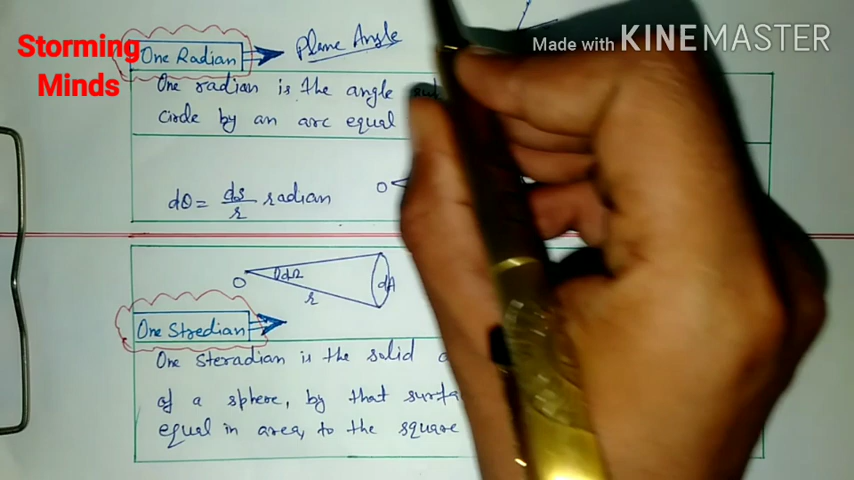 Storming
Minds
Made with KINEMASTER
One Radian
Plane Angle
One radian is the angle
circle by an arc equal
dθ = ds/r radian
O
O
dΩ
r
dA
One Stredian
One Steradian is the solid
of a sphere, by that
equal in area, to the square